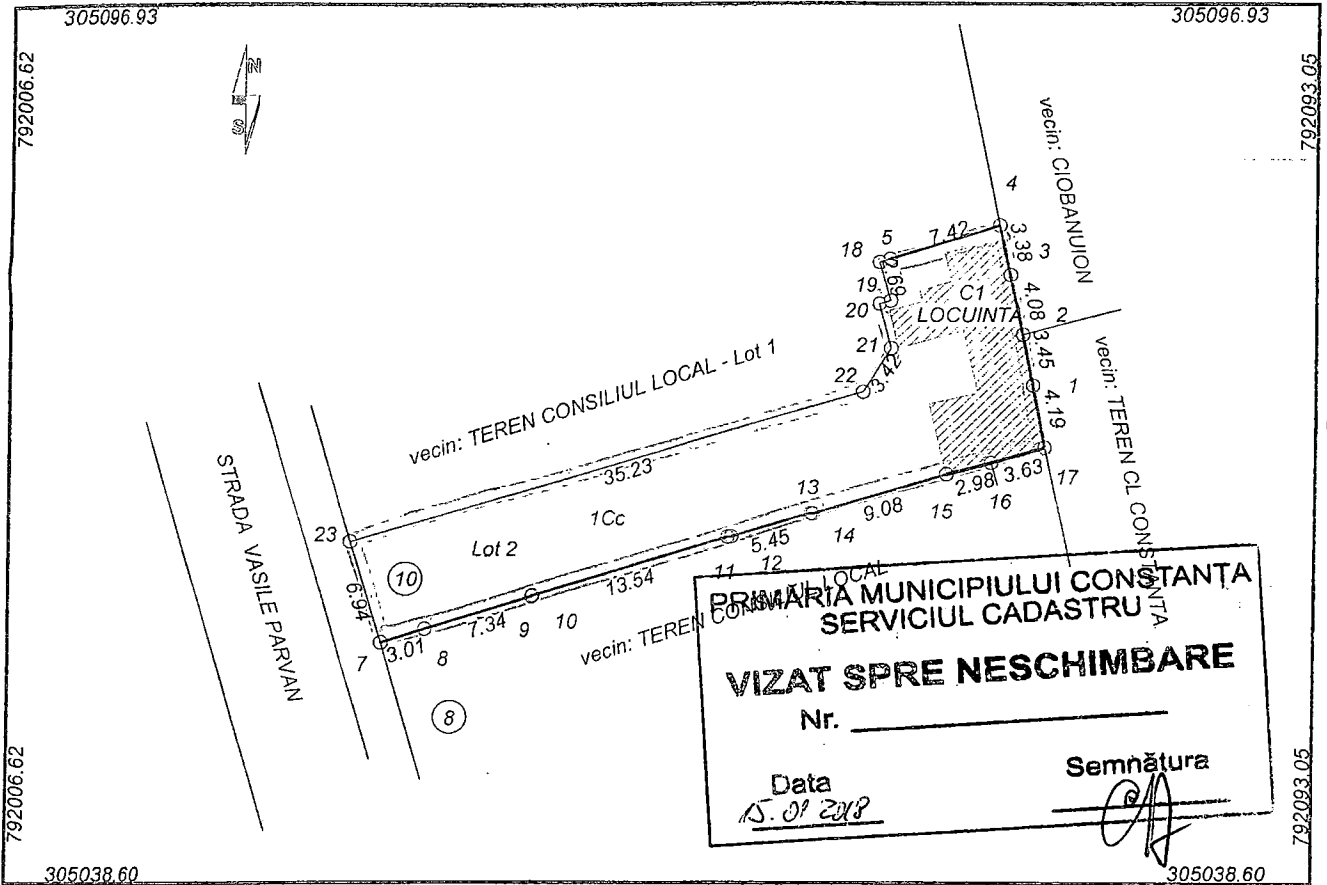 305096.93
305096.93
792006.62
792093.05
N
S
vecin: CIOBANUION
4
7.42
5
18
3.38
3
19
2.69
4.08
C1
LOCUINTA
20
2
21
3.45
22
3.42
1
4.19
vecin: TEREN CL CONSTANTA
vecin: TEREN CONSILIUL LOCAL - Lot 1
35.23
STRADA VASILE PARVAN
13
9.08
2.98
3.63
17
16
15
14
1Cc
23
Lot 2
5.45
12
11
10
6.94
13.54
10
9
7.34
8
3.01
7
vecin: TEREN CONSILIUL LOCAL
8
PRIMĂRIA MUNICIPIULUI CONSTANȚA
SERVICIUL CADASTRU
VIZAT SPRE NESCHIMBARE
Nr.
Data
Semnătura
792006.62
792093.05
305038.60
305038.60